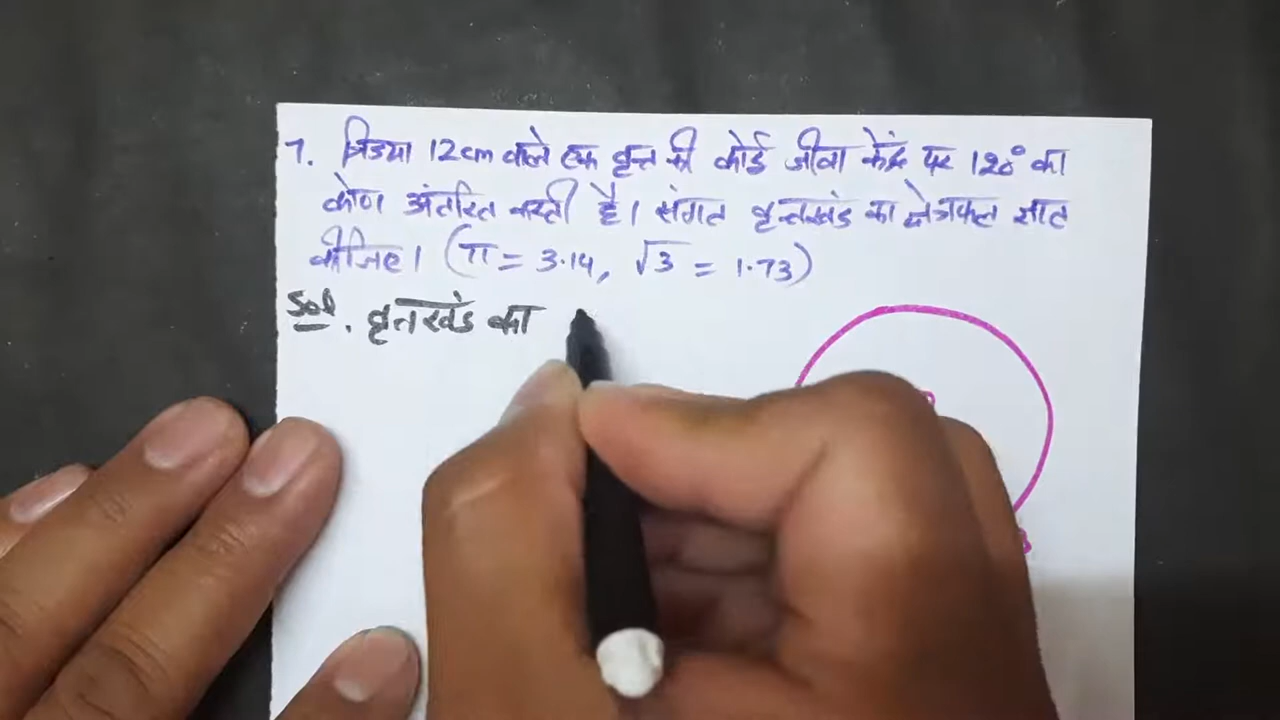 7. त्रिज्या 12cm वाले एक वृत्त की कोई जीवा केंद्र पर 120° का
कोण अंतरित करती है। संगत वृत्तखंड का क्षेत्रफल ज्ञात
कीजिए। (π = 3.14, √3 = 1.73)
Sol. वृत्तखंड का